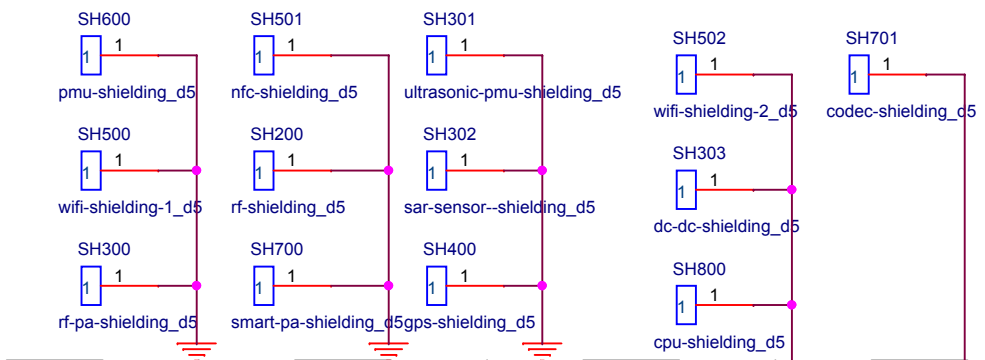 SH600
1
1
pmu-shielding_d5
SH501
1
1
nfc-shielding_d5
SH301
1
1
ultrasonic-pmu-shielding_d5
SH502
1
1
wifi-shielding-2_d5
SH701
1
1
codec-shielding_d5
SH500
1
1
wifi-shielding-1_d5
SH200
1
1
rf-shielding_d5
SH302
1
1
sar-sensor--shielding_d5
SH303
1
1
dc-dc-shielding_d5
SH300
1
1
rf-pa-shielding_d5
SH700
1
1
smart-pa-shielding_d5
SH400
1
1
gps-shielding_d5
SH800
1
1
cpu-shielding_d5